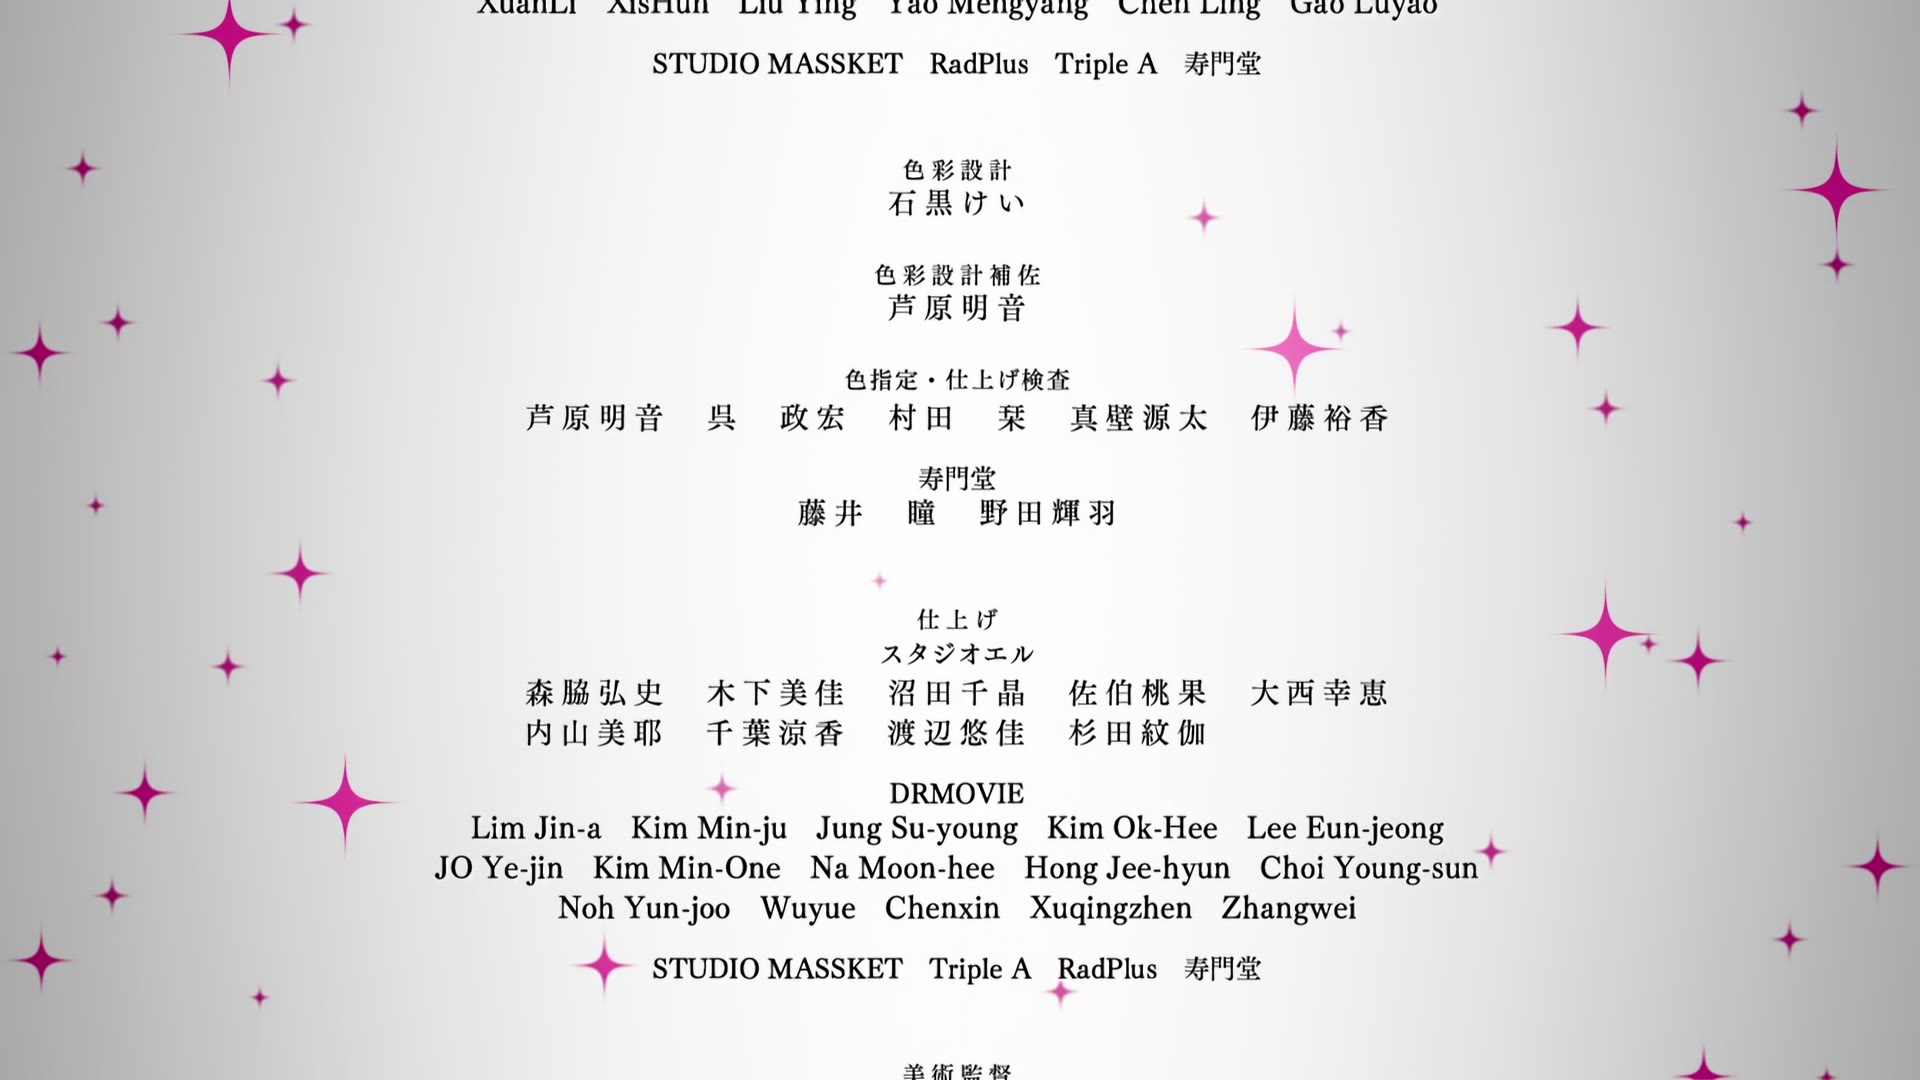 XuanLi XisHun Liu Ying Yao Mengyang Chen Ling Gao Luyao
STUDIO MASSKET RadPlus Triple A 寿門堂
色彩設計
石黒けい
色彩設計補佐
芦原明音
色指定・仕上げ検査
芦原明音 呉 政宏 村田 栞 真壁源太 伊藤裕香
寿門堂
藤井 瞳 野田輝羽
仕上げ
スタジオエル
森脇弘史 木下美佳 沼田千晶 佐伯桃果 大西幸恵
内山美耶 千葉涼香 渡辺悠佳 杉田紋伽
DRMOVIE
Lim Jin-a Kim Min-ju Jung Su-young Kim Ok-Hee Lee Eun-jeong
JO Ye-jin Kim Min-One Na Moon-hee Hong Jee-hyun Choi Young-sun
Noh Yun-joo Wuyue Chenxin Xuqingzhen Zhangwei
STUDIO MASSKET Triple A RadPlus 寿門堂
美術監督